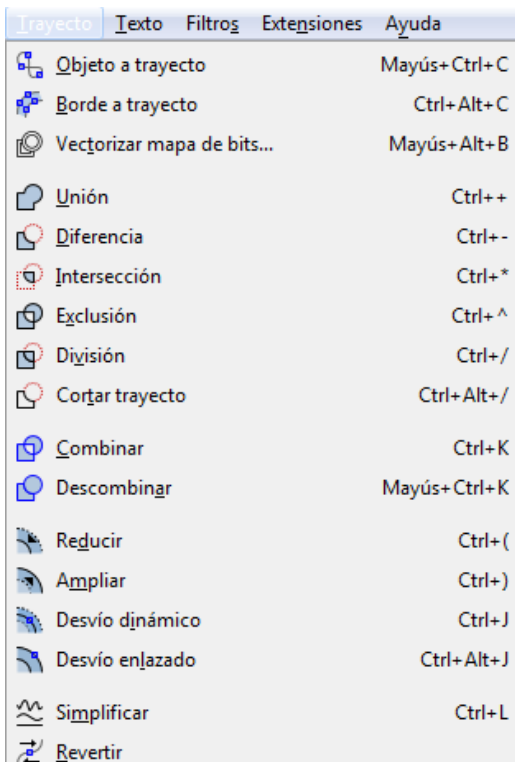 Trayecto Texto Filtros Extensiones Ayuda
Objeto a trayecto Mayús+Ctrl+C
Borde a trayecto Ctrl+Alt+C
Vectorizar mapa de bits... Mayús+Alt+B
Unión Ctrl++
Diferencia Ctrl+-
Intersección Ctrl+*
Exclusión Ctrl+^
División Ctrl+/
Cortar trayecto Ctrl+Alt+/
Combinar Ctrl+K
Descombinar Mayús+Ctrl+K
Reducir Ctrl+(
Ampliar Ctrl+)
Desvío dinámico Ctrl+J
Desvío enlazado Ctrl+Alt+J
Simplificar Ctrl+L
Revertir